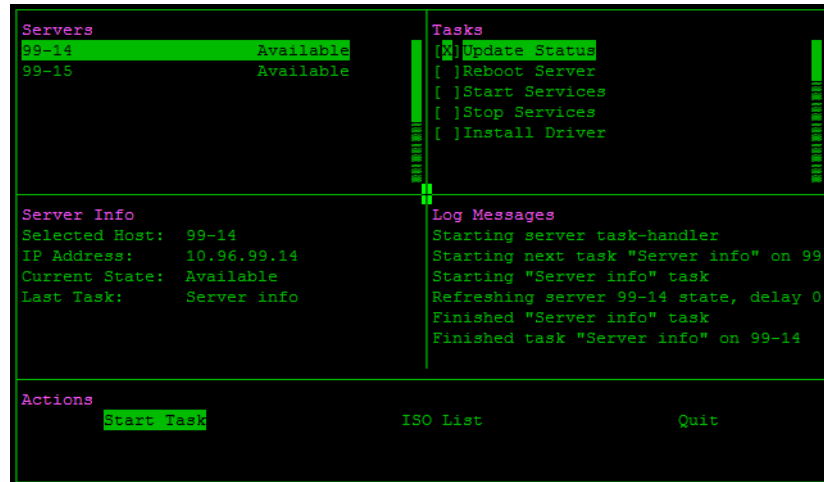 Servers
99-14 Available
99-15 Available
Tasks
[X]Update Status
[ ]Reboot Server
[ ]Start Services
[ ]Stop Services
[ ]Install Driver
Server Info
Selected Host: 99-14
IP Address: 10.96.99.14
Current State: Available
Last Task: Server info
Log Messages
Starting server task-handler
Starting next task "Server info" on 99
Starting "Server info" task
Refreshing server 99-14 state, delay 0
Finished "Server info" task
Finished task "Server info" on 99-14
Actions
Start Task ISO List Quit